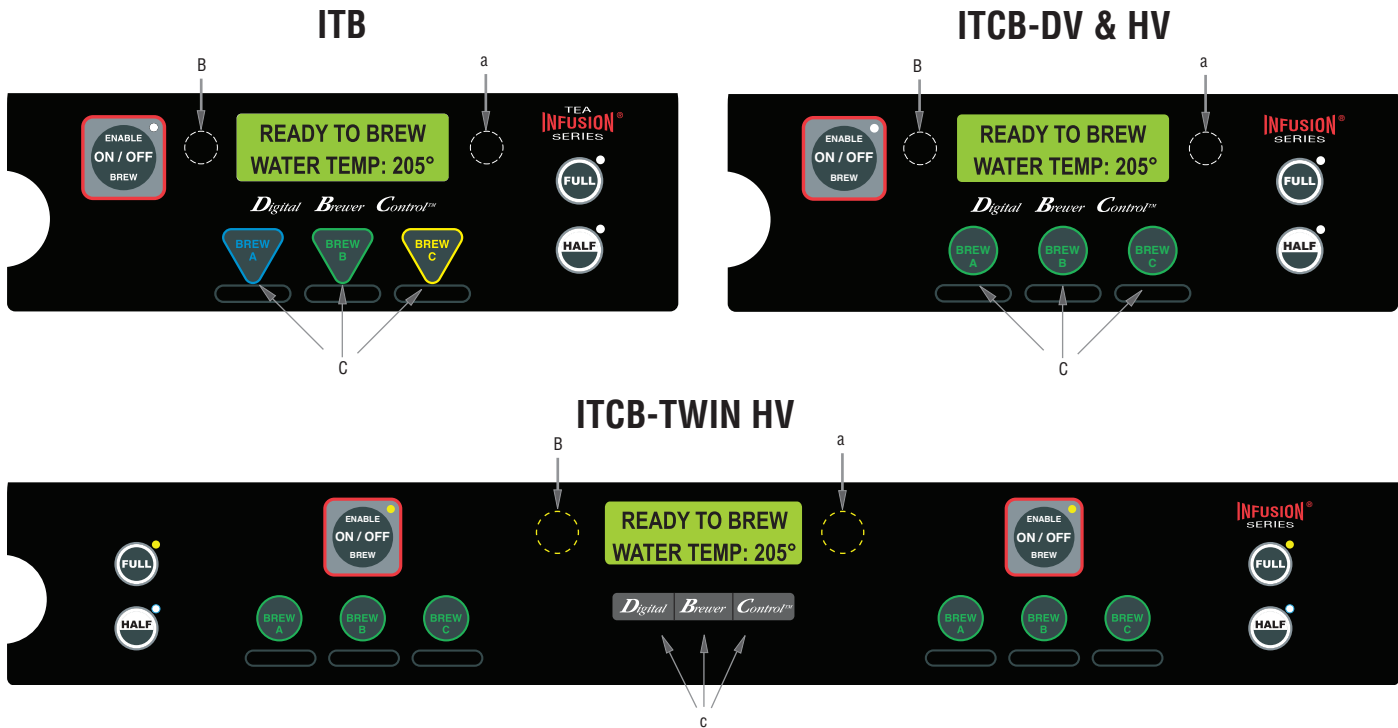 ITB
B
a
ENABLE
ON / OFF
BREW
READY TO BREW
WATER TEMP: 205°
TEA
INFUSION®
SERIES
FULL
Digital Brewer Control™
HALF
BREW
A
BREW
B
BREW
C
C
ITCB-DV & HV
B
a
ENABLE
ON / OFF
BREW
READY TO BREW
WATER TEMP: 205°
INFUSION®
SERIES
FULL
Digital Brewer Control™
HALF
BREW
A
BREW
B
BREW
C
C
ITCB-TWIN HV
B
a
FULL
HALF
ENABLE
ON / OFF
BREW
BREW
A
BREW
B
BREW
C
READY TO BREW
WATER TEMP: 205°
Digital Brewer Control™
ENABLE
ON / OFF
BREW
BREW
A
BREW
B
BREW
C
INFUSION®
SERIES
FULL
HALF
c